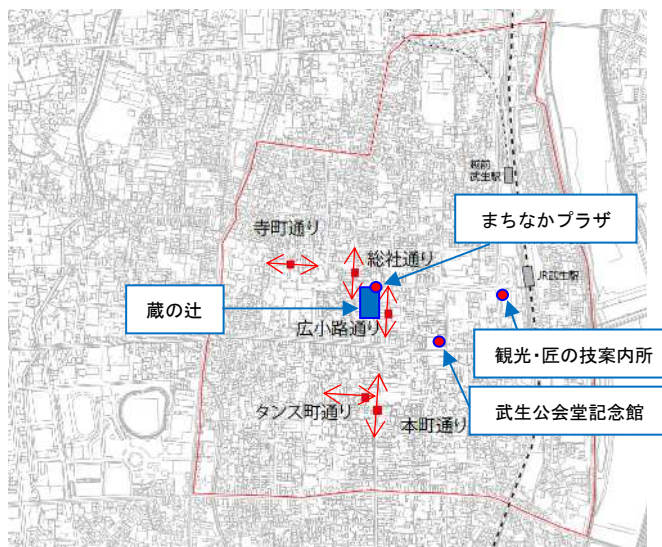 越前
武生駅
まちなかプラザ
寺町通り
総社通り
JR武生駅
蔵の辻
広小路通り
観光・匠の技案内所
タンス町通り
本町通り
武生公会堂記念館